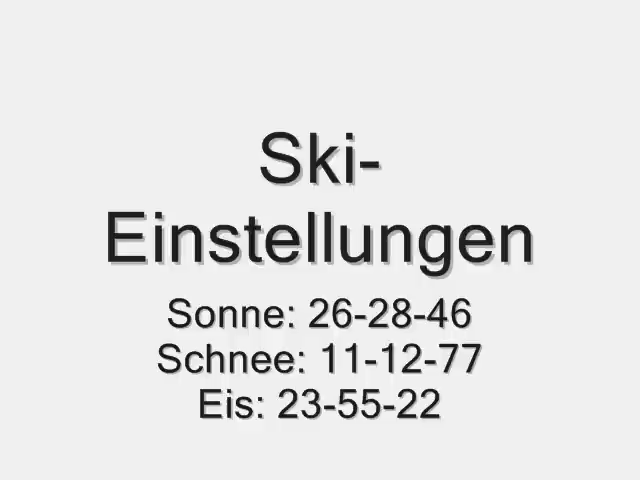 Ski-
Einstellungen
Sonne: 26-28-46
Schnee: 11-12-77
Eis: 23-55-22